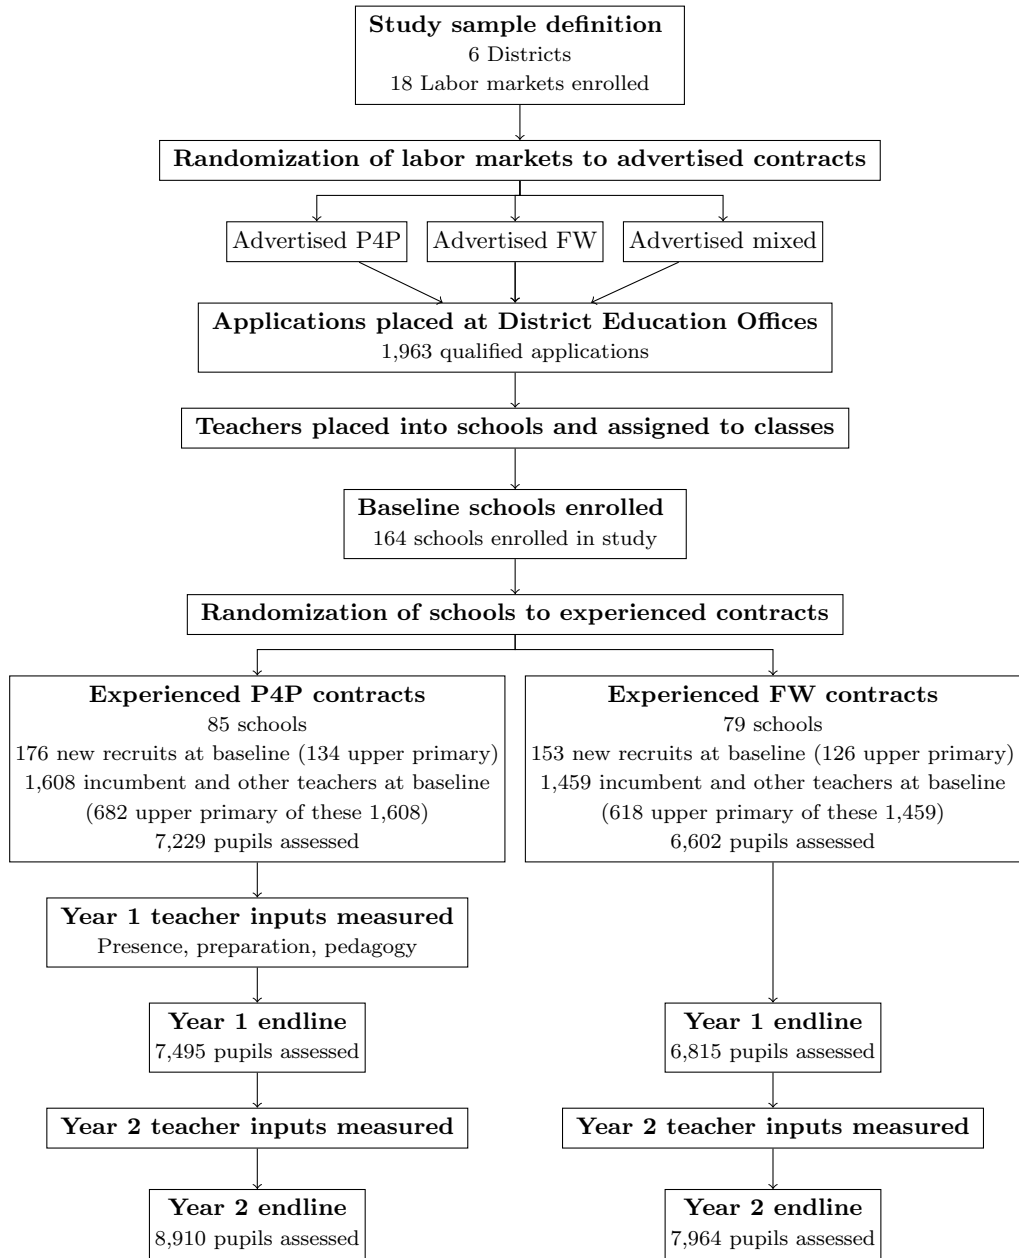 Study sample definition
6 Districts
18 Labor markets enrolled
Randomization of labor markets to advertised contracts
Advertised P4P
Advertised FW
Advertised mixed
Applications placed at District Education Offices
1,963 qualified applications
Teachers placed into schools and assigned to classes
Baseline schools enrolled
164 schools enrolled in study
Randomization of schools to experienced contracts
Experienced P4P contracts
85 schools
176 new recruits at baseline (134 upper primary)
1,608 incumbent and other teachers at baseline
(682 upper primary of these 1,608)
7,229 pupils assessed
Experienced FW contracts
79 schools
153 new recruits at baseline (126 upper primary)
1,459 incumbent and other teachers at baseline
(618 upper primary of these 1,459)
6,602 pupils assessed
Year 1 teacher inputs measured
Presence, preparation, pedagogy
Year 1 endline
7,495 pupils assessed
Year 1 endline
6,815 pupils assessed
Year 2 teacher inputs measured
Year 2 teacher inputs measured
Year 2 endline
8,910 pupils assessed
Year 2 endline
7,964 pupils assessed